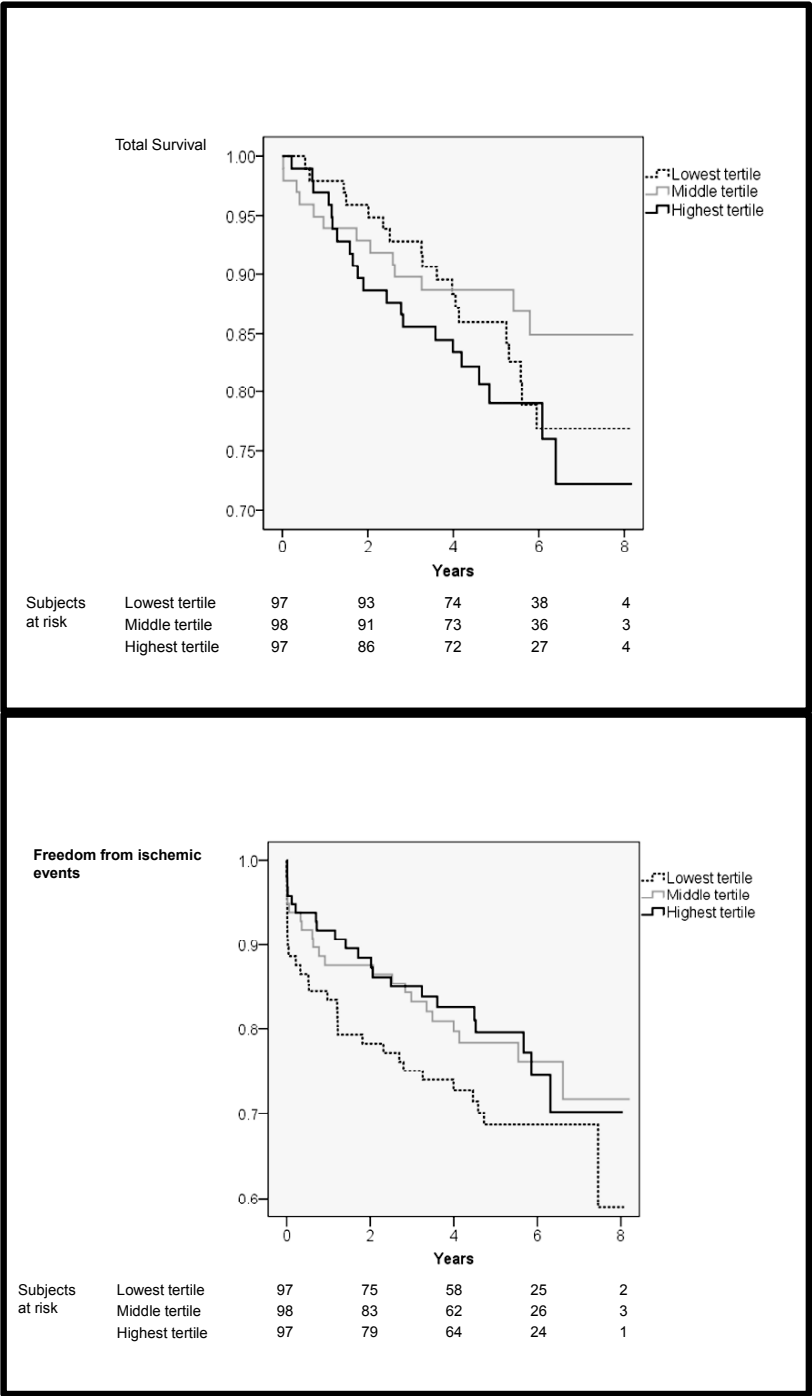 Total Survival
1.00
0.95
0.90
0.85
0.80
0.75
0.70
Lowest tertile
Middle tertile
Highest tertile
0 2 4 6 8
Years
Subjects at risk
Lowest tertile 97 93 74 38 4
Middle tertile 98 91 73 36 3
Highest tertile 97 86 72 27 4
Freedom from ischemic
events
1.0
0.9
0.8
0.7
0.6
Lowest tertile
Middle tertile
Highest tertile
0 2 4 6 8
Years
Subjects at risk
Lowest tertile 97 75 58 25 2
Middle tertile 98 83 62 26 3
Highest tertile 97 79 64 24 1